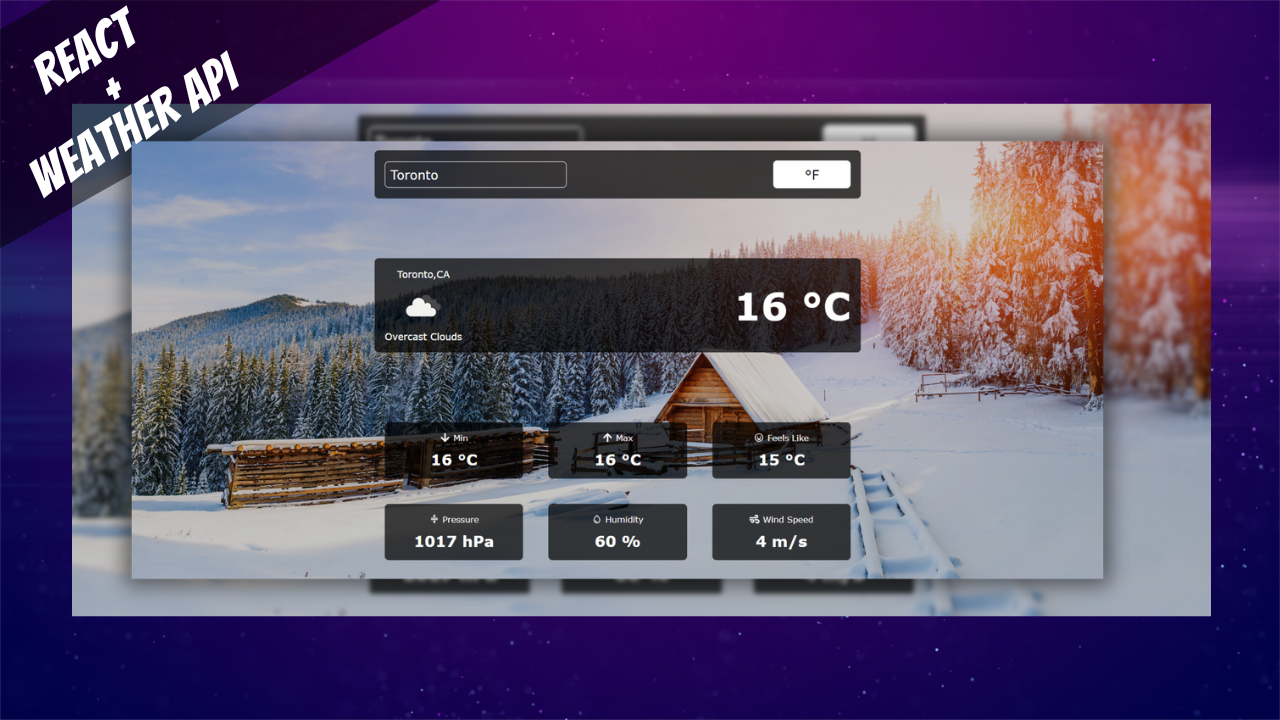 REACT
+
WEATHER API
Toronto
°F
Toronto,CA
16 °C
Overcast Clouds
Min
16 °C
Max
16 °C
Feels Like
15 °C
Pressure
1017 hPa
Humidity
60 %
Wind Speed
4 m/s